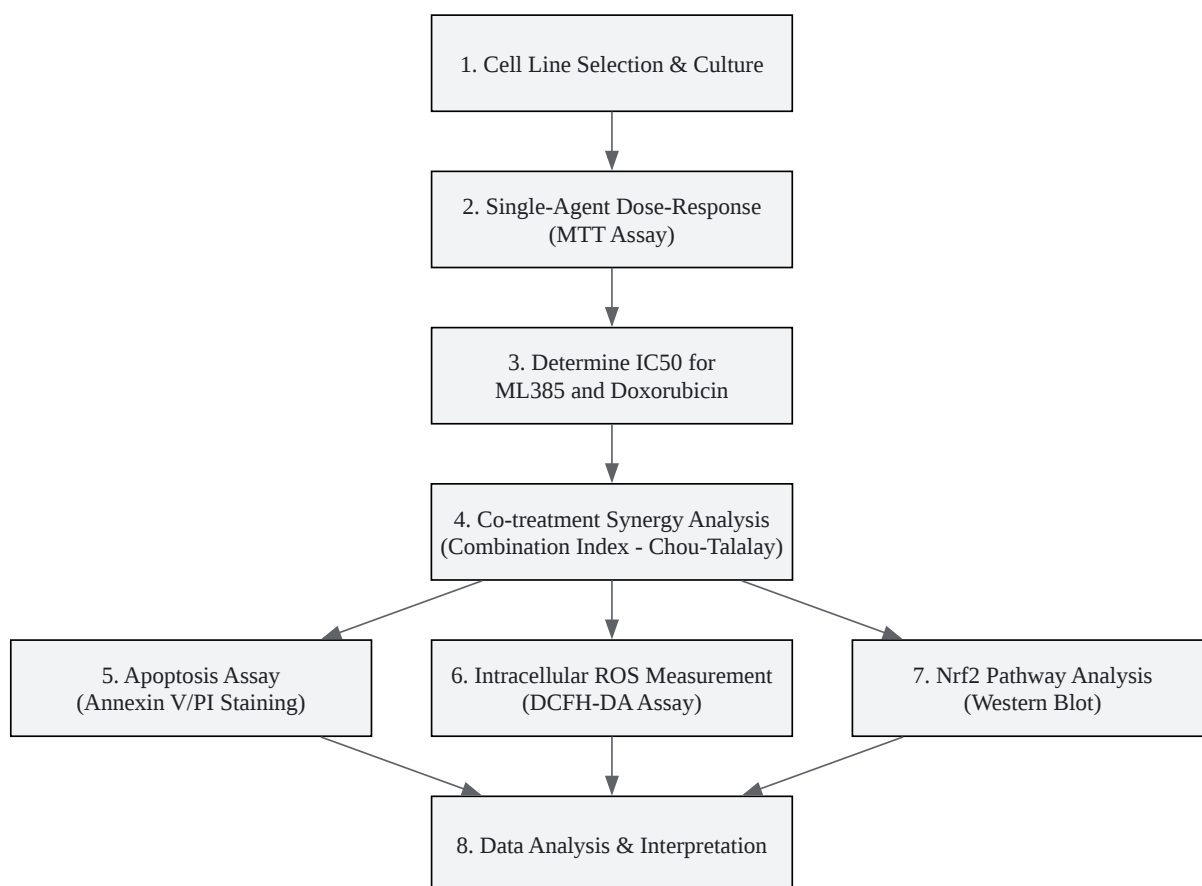 1. Cell Line Selection & Culture
2. Single-Agent Dose-Response
(MTT Assay)
3. Determine IC50 for
ML385 and Doxorubicin
4. Co-treatment Synergy Analysis
(Combination Index - Chou-Talalay)
5. Apoptosis Assay
(Annexin V/PI Staining)
6. Intracellular ROS Measurement
(DCFH-DA Assay)
7. Nrf2 Pathway Analysis
(Western Blot)
8. Data Analysis & Interpretation